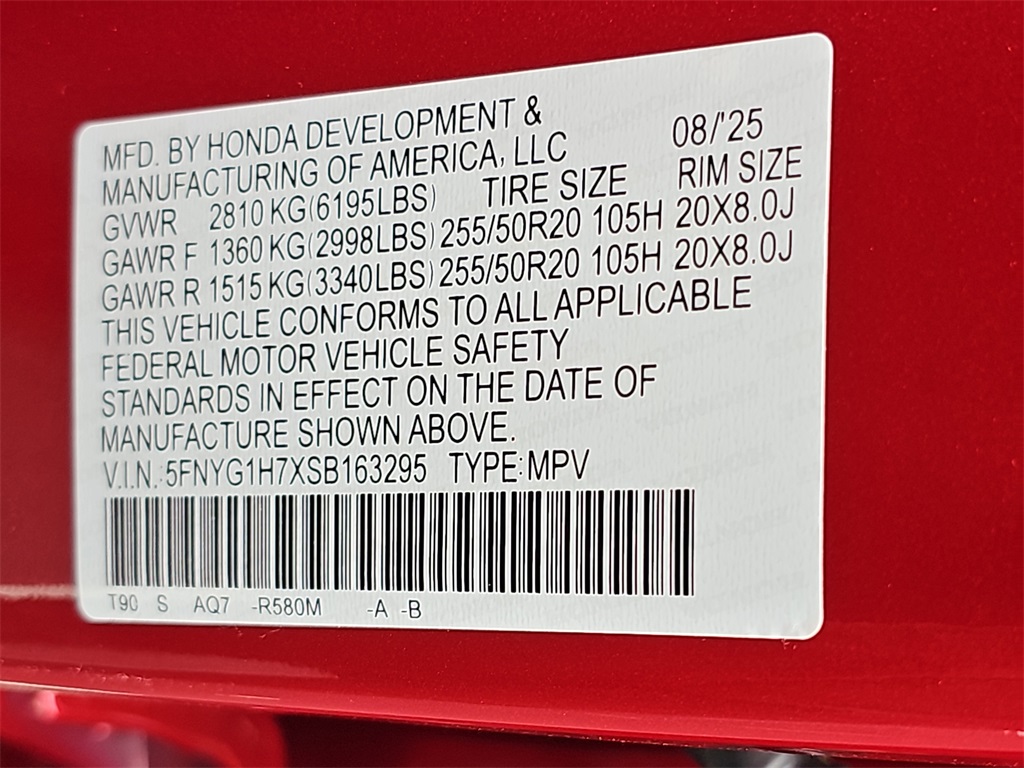 MFD. BY HONDA DEVELOPMENT &
MANUFACTURING OF AMERICA, LLC 08/'25
GVWR 2810 KG(6195LBS) TIRE SIZE RIM SIZE
GAWR F 1360 KG(2998LBS) 255/50R20 105H 20X8.0J
GAWR R 1515 KG(3340LBS) 255/50R20 105H 20X8.0J
THIS VEHICLE CONFORMS TO ALL APPLICABLE
FEDERAL MOTOR VEHICLE SAFETY
STANDARDS IN EFFECT ON THE DATE OF
MANUFACTURE SHOWN ABOVE.
V.I.N.:5FNYG1H7XSB163295 TYPE:MPV
T90 S AQ7 -R580M -A -B